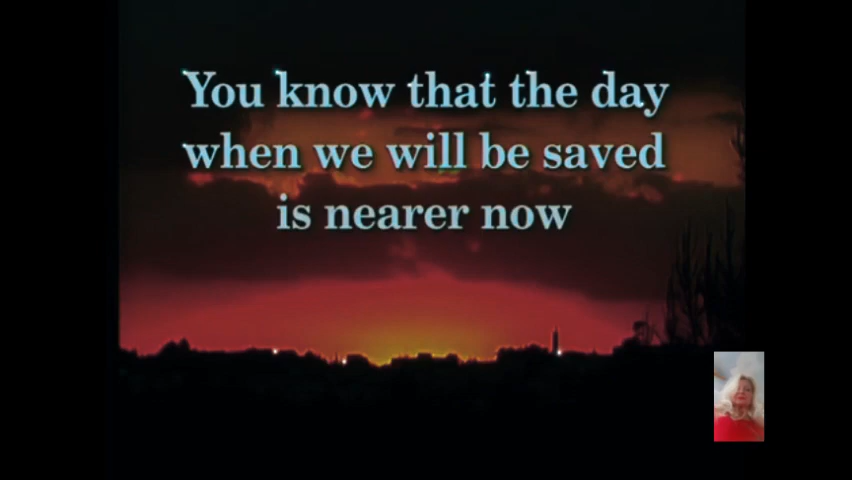 You know that the day
when we will be saved
is nearer now